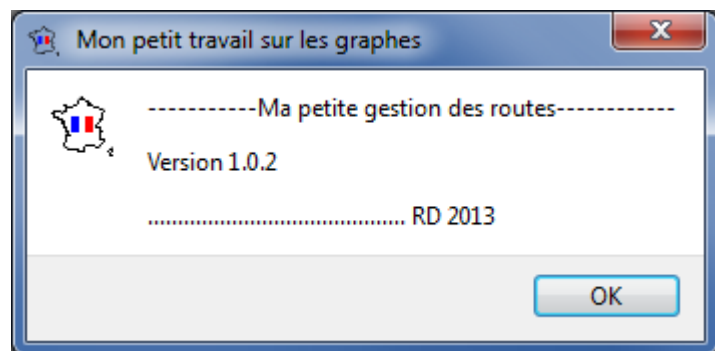 Mon petit travail sur les graphes
-----------Ma petite gestion des routes------------
Version 1.0.2
........................................... RD 2013
OK